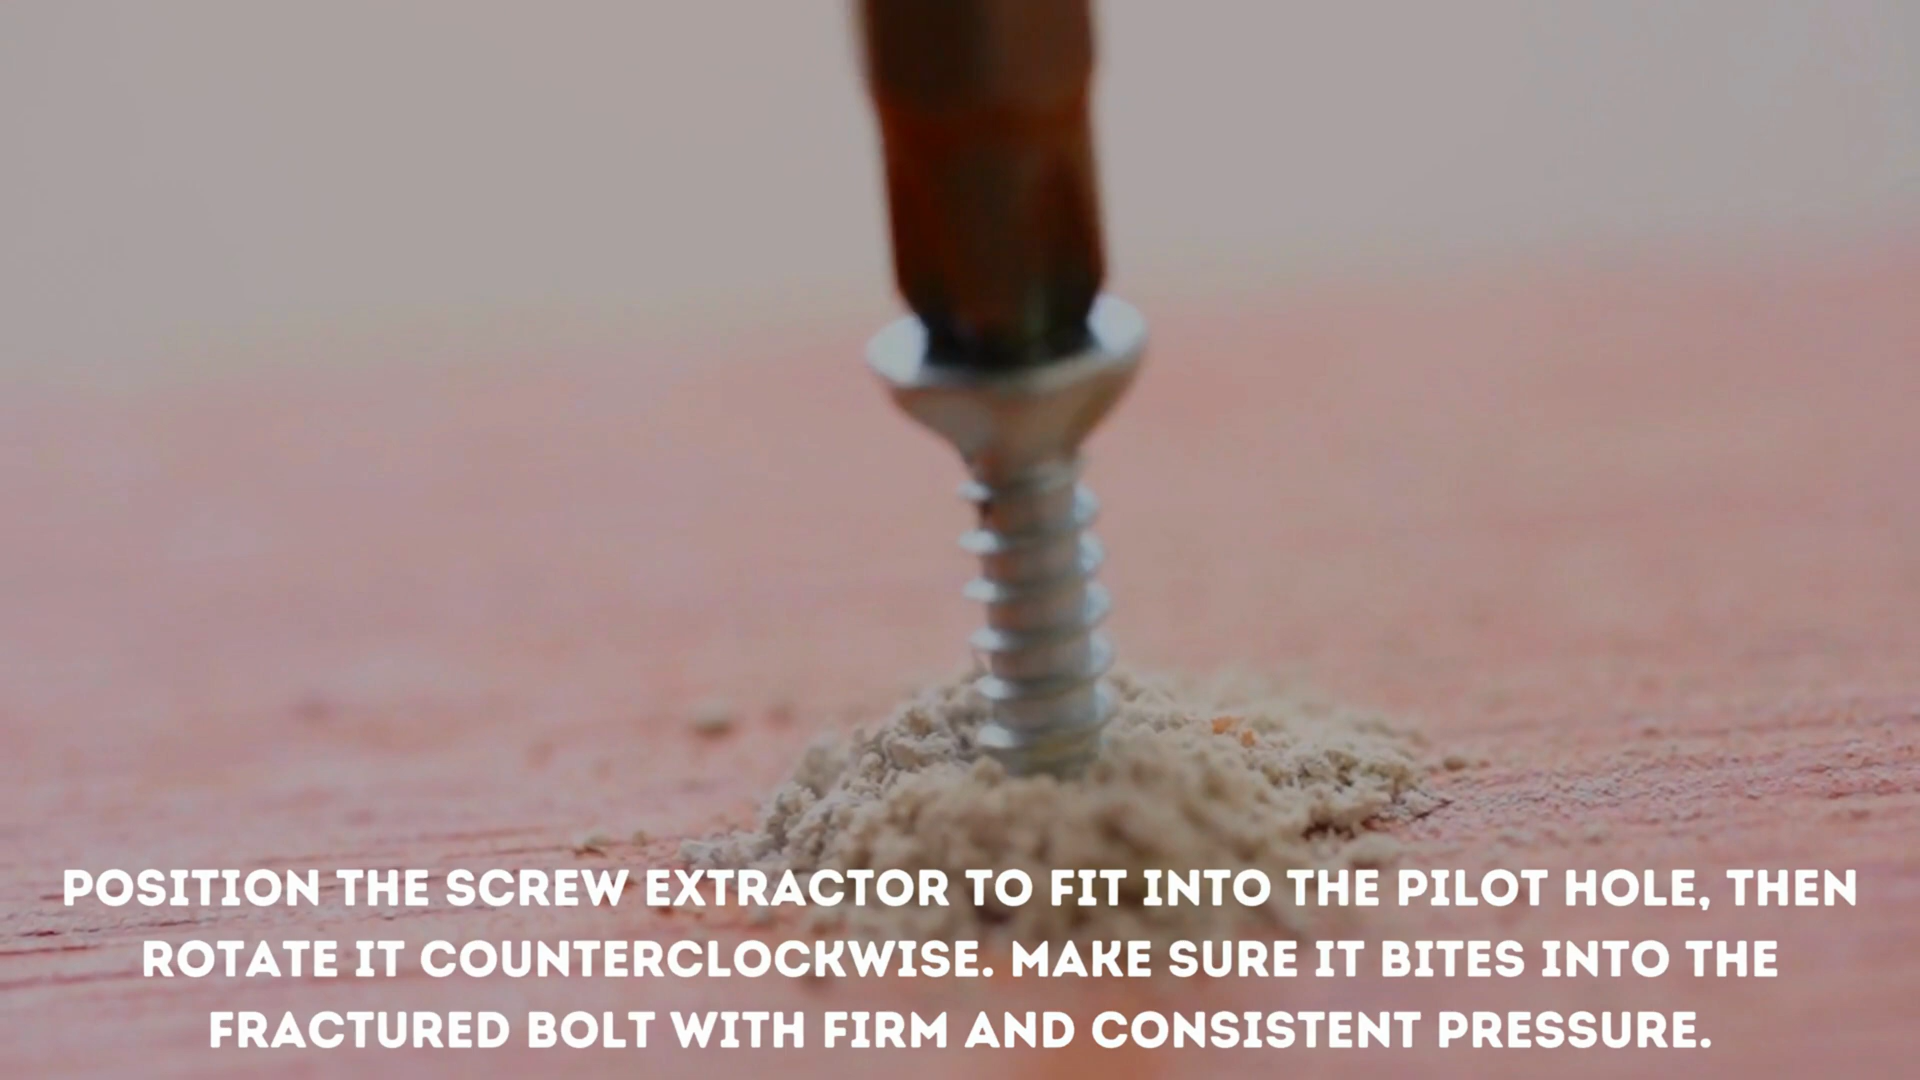 POSITION THE SCREW EXTRACTOR TO FIT INTO THE PILOT HOLE, THEN
ROTATE IT COUNTERCLOCKWISE. MAKE SURE IT BITES INTO THE
FRACTURED BOLT WITH FIRM AND CONSISTENT PRESSURE.